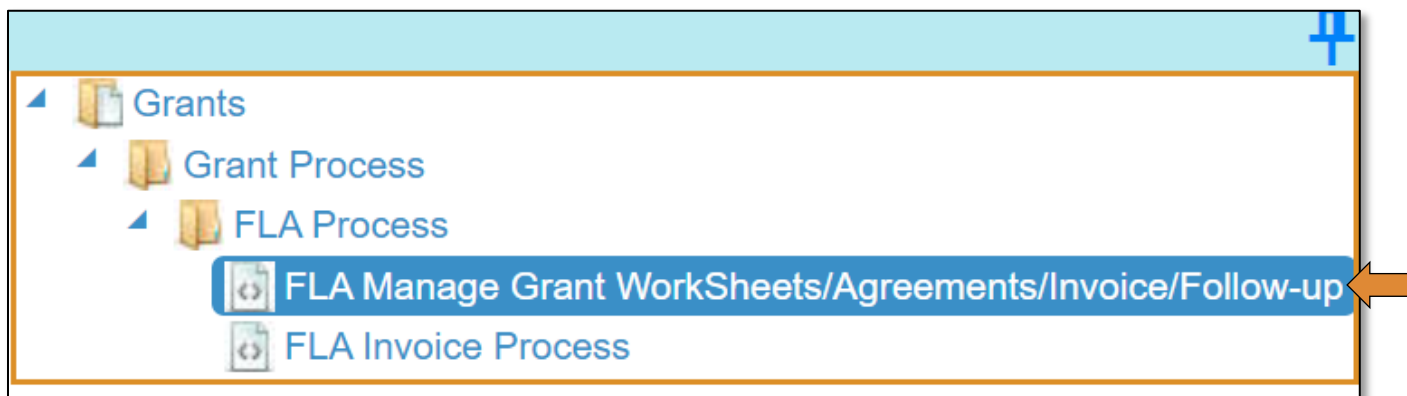 Grants
Grant Process
FLA Process
FLA Manage Grant WorkSheets/Agreements/Invoice/Follow-up
FLA Invoice Process